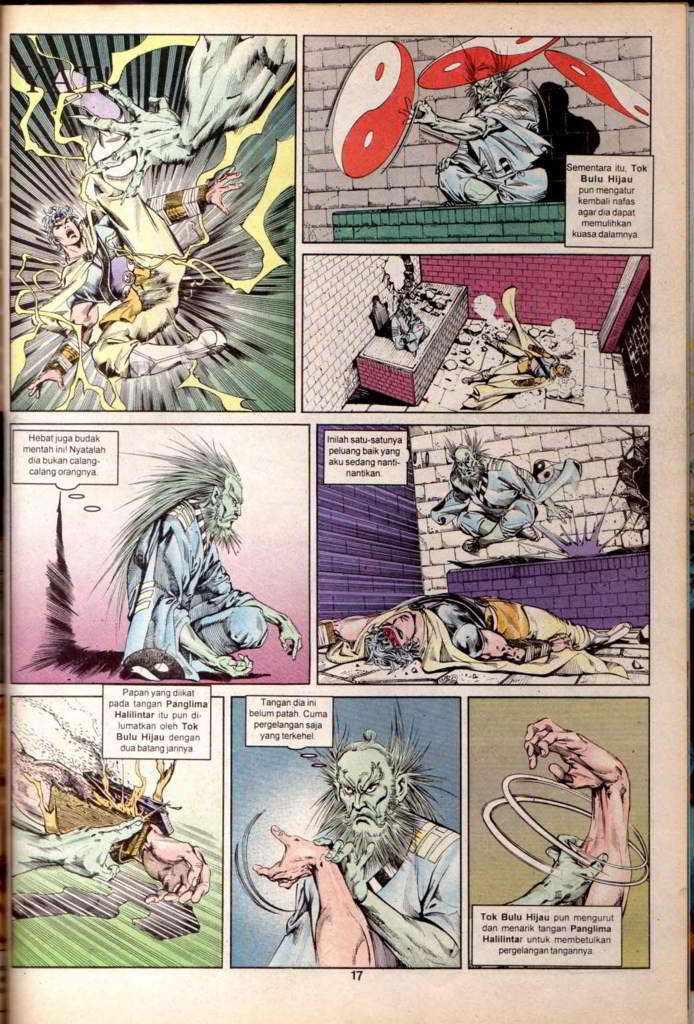 Sementara itu, Tok
Bulu Hijau
pun mengatur
kembali nafas
agar dia dapat
memulihkan
kuasa dalamnya.
Hebat juga budak
mentah ini! Nyatalah
dia bukan calang-
calang orangnya.
Inilah satu-satunya
peluang baik yang
aku sedang nanti-
nantikan.
Papan yang diikat
pada tangan Panglima
Halilintar itu pun di-
lumatkan oleh Tok
Bulu Hijau dengan
dua batang jarinya.
Tangan dia ini
belum patah. Cuma
pergelangan saja
yang terkehel.
Tok Bulu Hijau pun mengurut
dan menarik tangan Panglima
Halilintar untuk membetulkan
pergelangan tangannya.
17